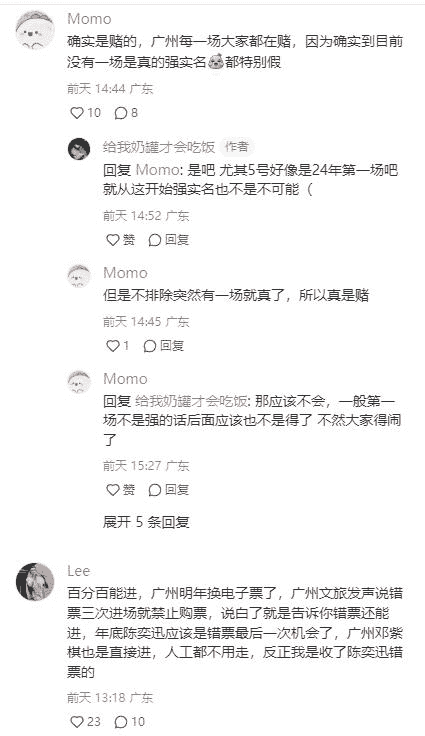 Momo
确实是赌的，广州每一场大家都在赌，因为确实到目前
没有一场是真的强实名都特别假
前天 14:44 广东
10 8
给我奶罐才会吃饭 作者
回复 Momo: 是吧 尤其5号好像是24年第一场吧
就从这开始强实名也不是不可能（
前天 14:52 广东
赞 回复
Momo
但是不排除突然有一场就真了，所以真是赌
前天 14:45 广东
1 回复
Momo
回复 给我奶罐才会吃饭: 那应该不会，一般第一
场不是强的话后面应该也不是得了 不然大家得闹
了
前天 15:27 广东
赞 回复
展开 5 条回复
Lee
百分百能进，广州明年换电子票了，广州文旅发声说错
票三次进场就禁止购票，说白了就是告诉你错票还能
进，年底陈奕迅应该是错票最后一次机会了，广州邓紫
棋也是直接进，人工都不用走，反正我是收了陈奕迅错
票的
前天 13:18 广东
23 10